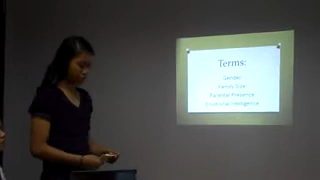 Terms:
Gender
Family Size
Parental Presence
Emotional Intelligence